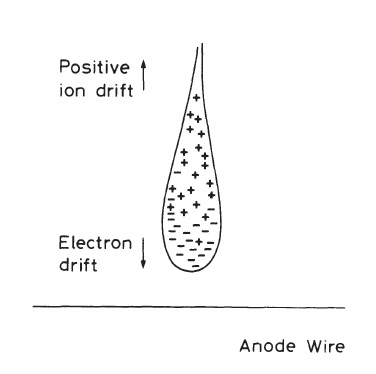 Positive
ion drift
Electron
drift
Anode Wire